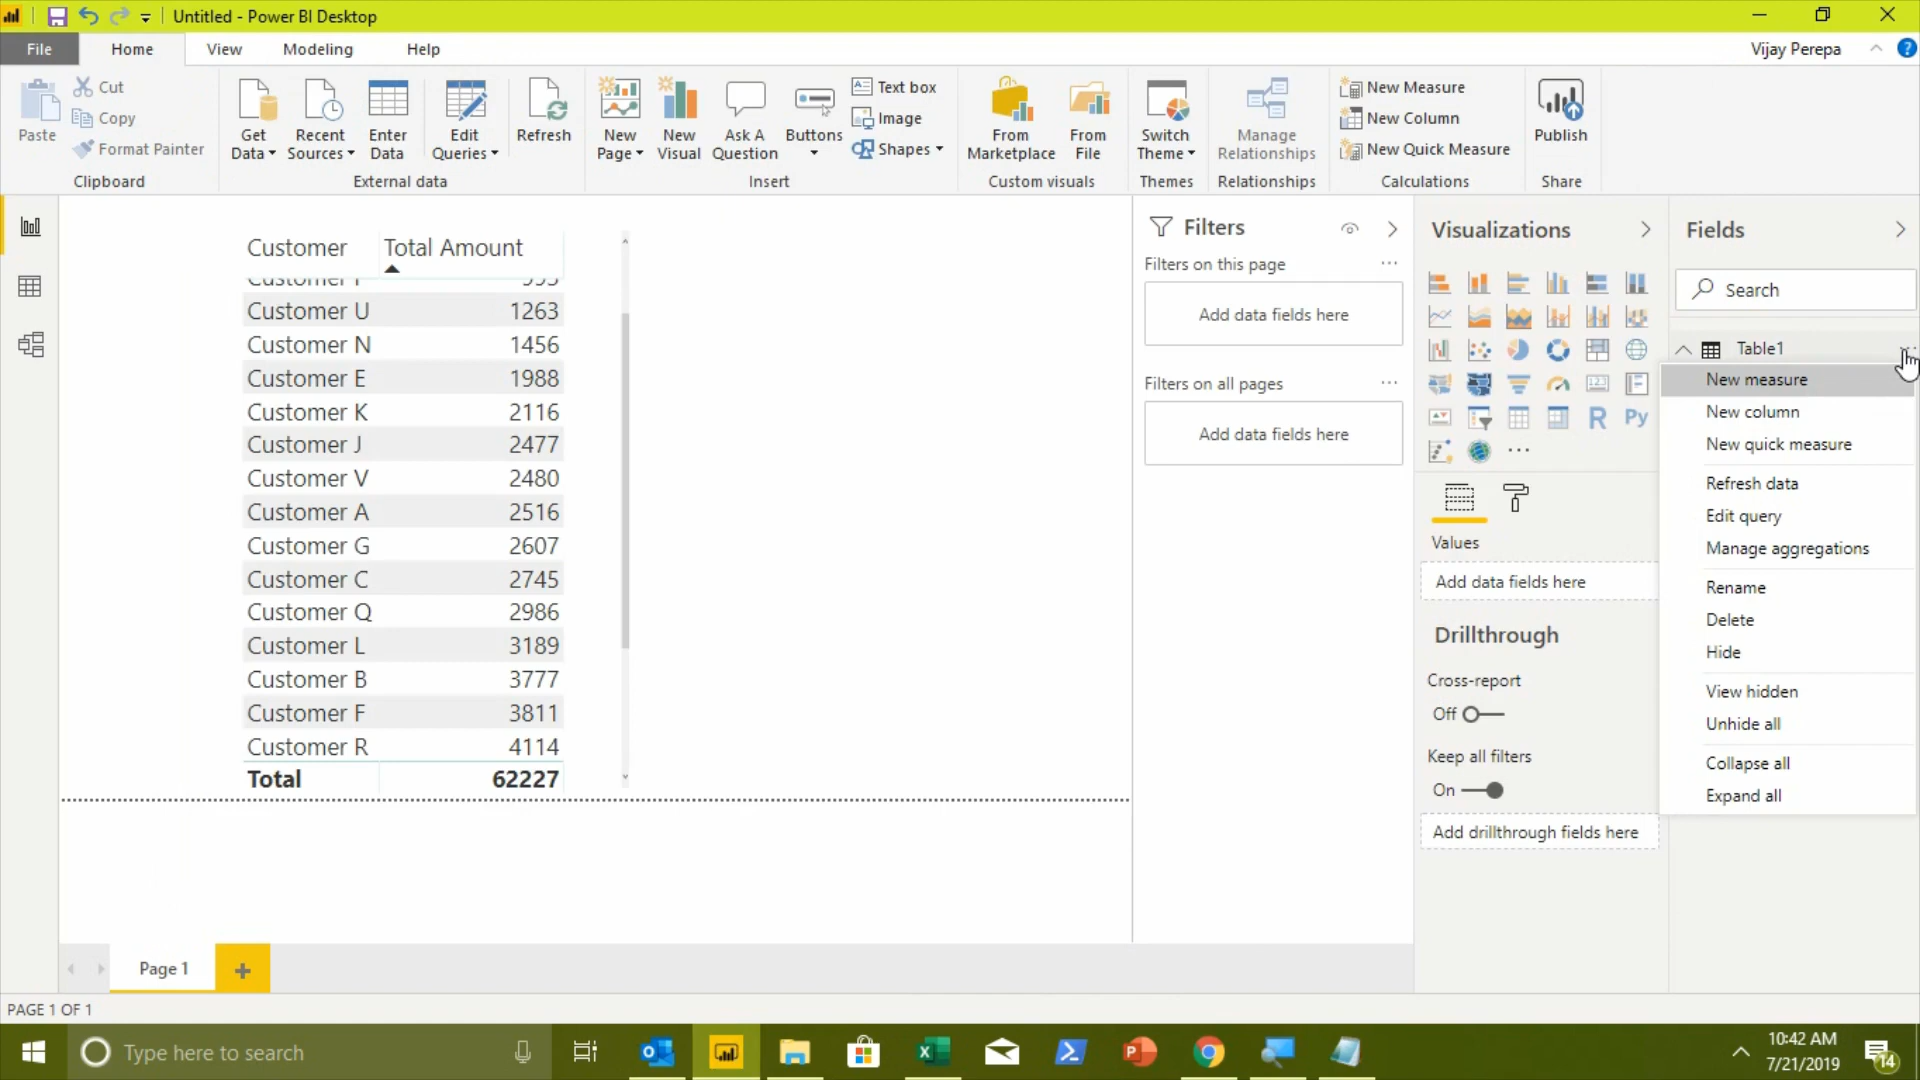 Untitled - Power BI Desktop
File Home View Modeling Help Vijay Perepa ?
Paste
Cut
Copy
Format Painter
Clipboard
Get Data
Recent Sources
Enter Data
Edit Queries
Refresh
External data
New Page
New Visual
Ask A Question
Buttons
Text box
Image
Shapes
Insert
From Marketplace
From File
Custom visuals
Switch Theme
Themes
Manage Relationships
Relationships
New Measure
New Column
New Quick Measure
Calculations
Publish
Share
Customer Total Amount
Customer U 1263
Customer N 1456
Customer E 1988
Customer K 2116
Customer J 2477
Customer V 2480
Customer A 2516
Customer G 2607
Customer C 2745
Customer Q 2986
Customer L 3189
Customer B 3777
Customer F 3811
Customer R 4114
Total 62227
Filters
Filters on this page
Add data fields here
Filters on all pages
Add data fields here
Visualizations
123
R
Py
Values
Add data fields here
Drillthrough
Cross-report
Off
Keep all filters
On
Add drillthrough fields here
Fields
Search
Table1
New measure
New column
New quick measure
Refresh data
Edit query
Manage aggregations
Rename
Delete
Hide
View hidden
Unhide all
Collapse all
Expand all
Page 1
PAGE 1 OF 1
Type here to search
10:42 AM
7/21/2019
14